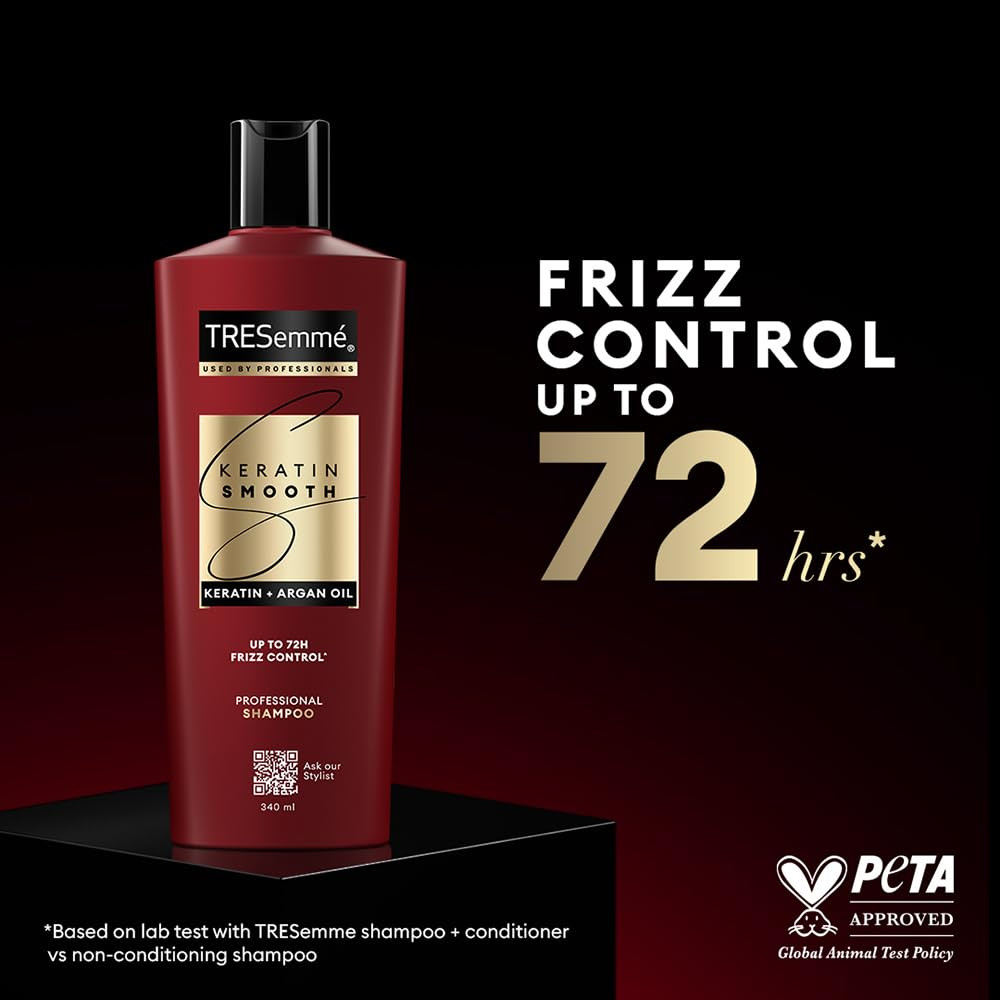 TRESemmé®
USED BY PROFESSIONALS
KERATIN
SMOOTH
KERATIN + ARGAN OIL
UP TO 72H
FRIZZ CONTROL*
PROFESSIONAL
SHAMPOO
Ask our
Stylist
340 ml
FRIZZ
CONTROL
UP TO
72 hrs*
*Based on lab test with TRESemme shampoo + conditioner
vs non-conditioning shampoo
PeTA
APPROVED
Global Animal Test Policy